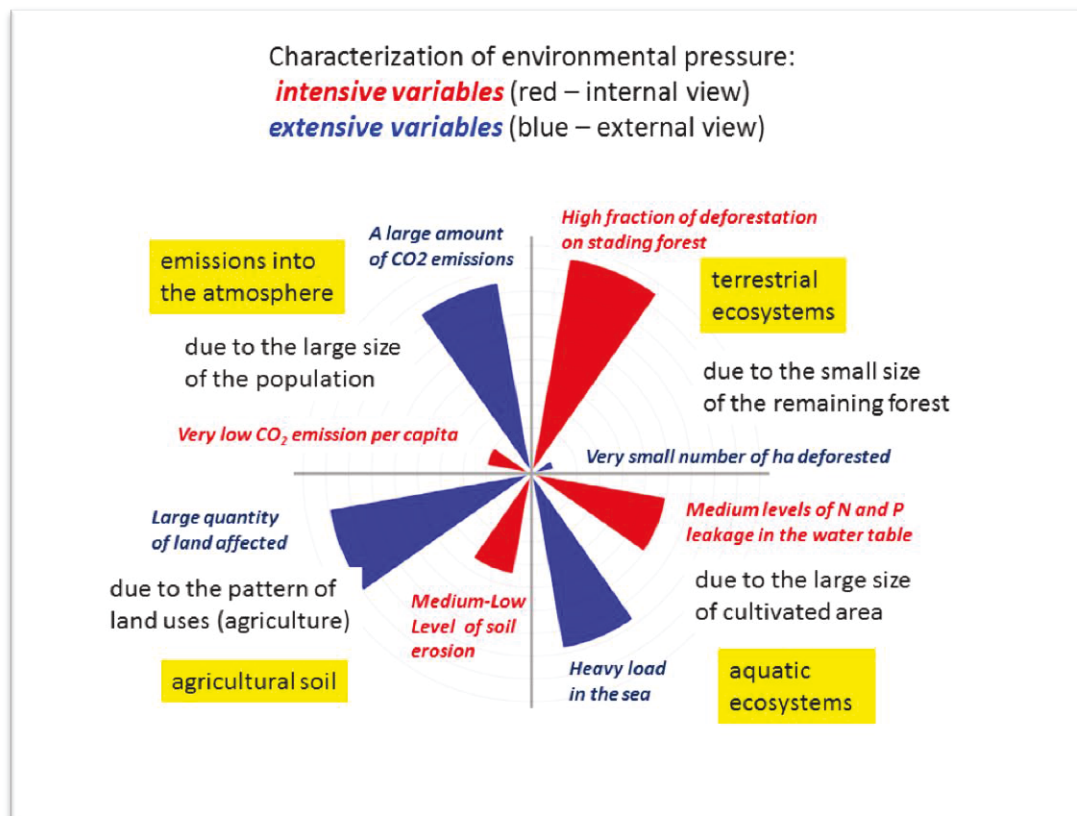 Characterization of environmental pressure:
intensive variables (red – internal view)
extensive variables (blue – external view)
A large amount
of CO2 emissions
High fraction of deforestation
on stading forest
emissions into
the atmosphere
terrestrial
ecosystems
due to the large size
of the population
due to the small size
of the remaining forest
Very low CO₂ emission per capita
Very small number of ha deforested
Large quantity
of land affected
Medium levels of N and P
leakage in the water table
due to the pattern of
land uses (agriculture)
due to the large size
of cultivated area
Medium-Low
Level of soil
erosion
Heavy load
in the sea
agricultural soil
aquatic
ecosystems